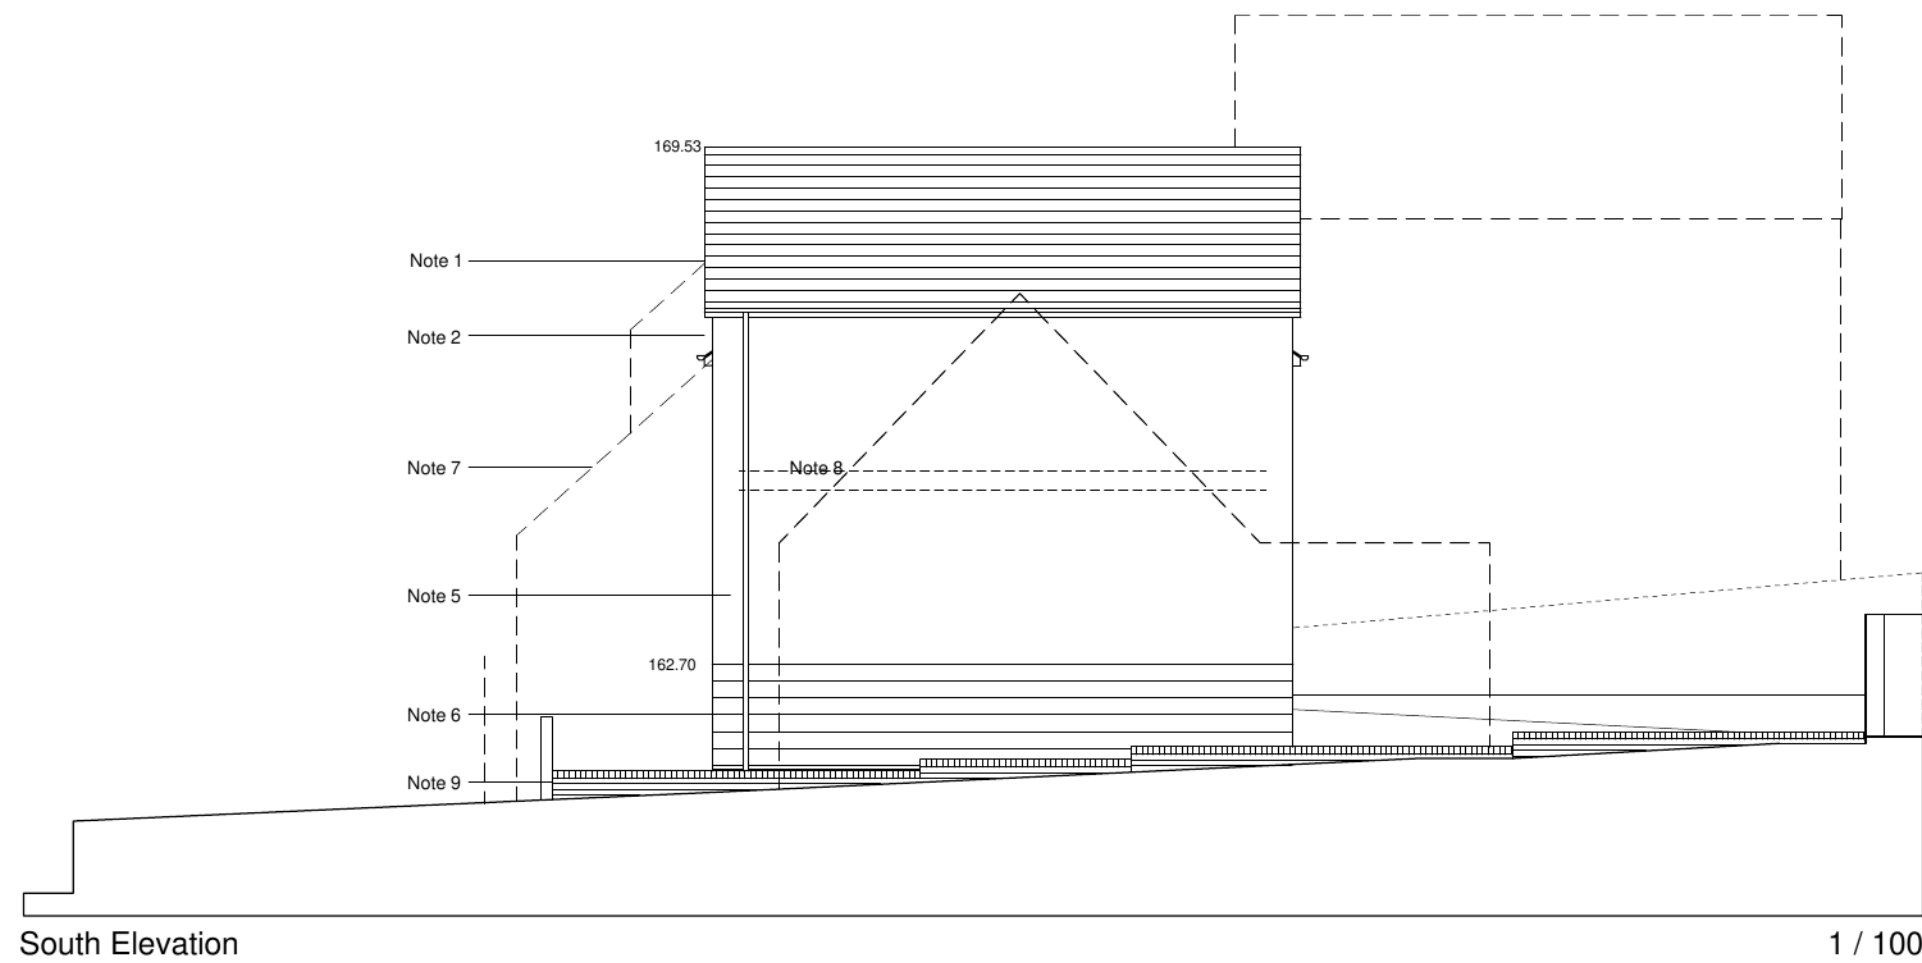 169.53
Note 1
Note 2
Note 7
Note 8
Note 5
162.70
Note 6
Note 9
South Elevation
1 / 100